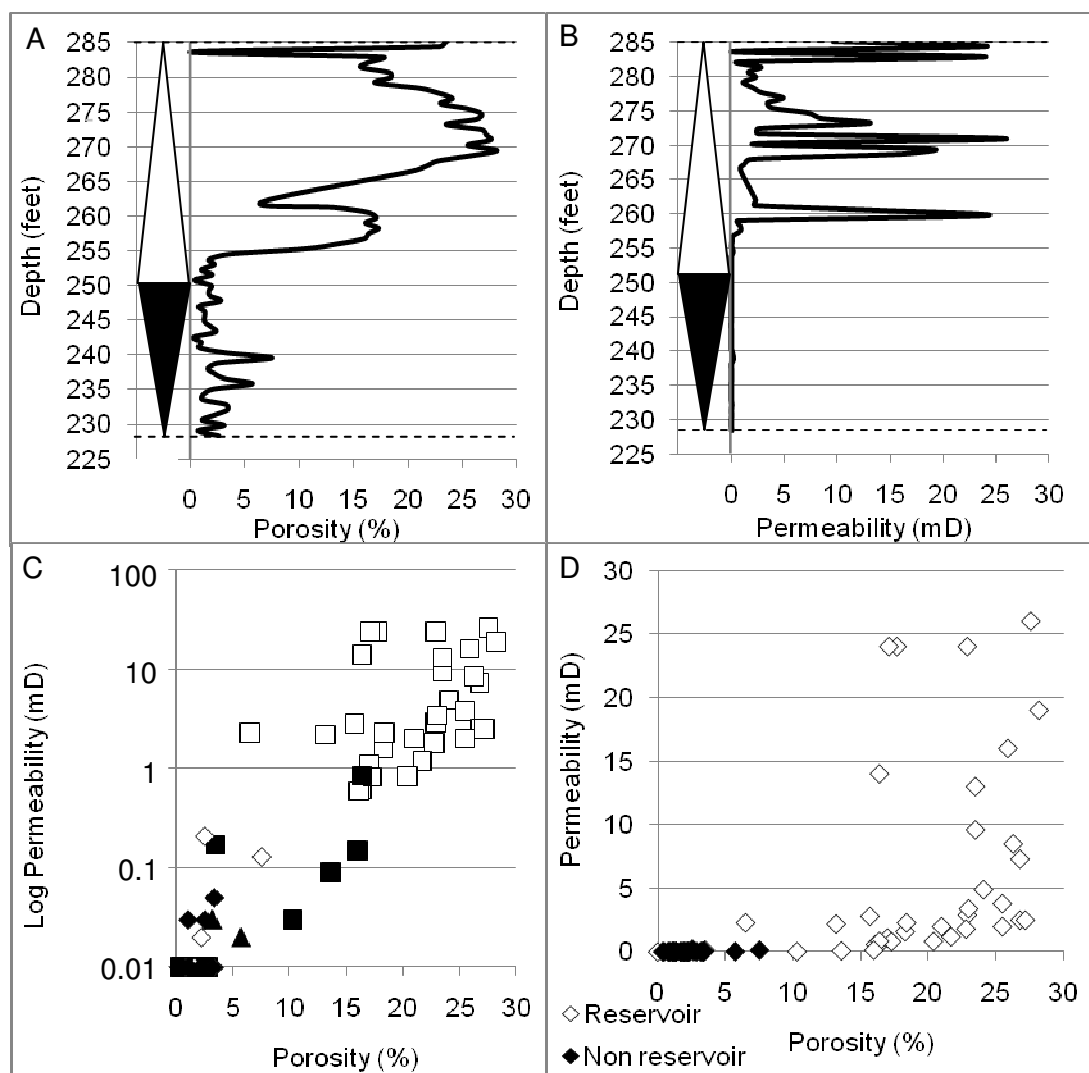 A
Depth (feet)
285
280
275
270
265
260
255
250
245
240
235
230
225
0 5 10 15 20 25 30
Porosity (%)
B
Depth (feet)
285
280
275
270
265
260
255
250
245
240
235
230
225
0 5 10 15 20 25 30
Permeability (mD)
C
Log Permeability (mD)
100
10
1
0.1
0.01
0 5 10 15 20 25 30
Porosity (%)
D
Permeability (mD)
30
25
20
15
10
5
0
0 5 10 15 20 25 30
Porosity (%)
Reservoir
Non reservoir